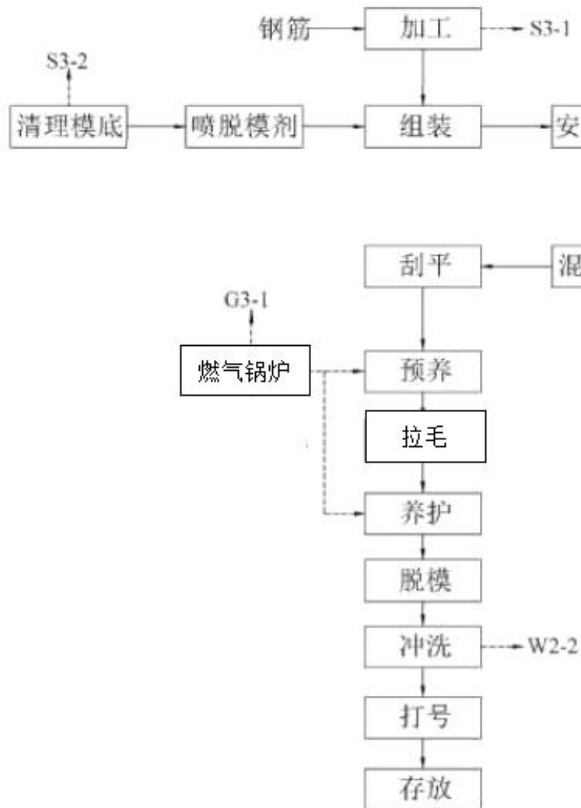 钢筋
加工
S3-1
S3-2
清理模底
喷脱模剂
组装
安
刮平
混
G3-1
燃气锅炉
预养
拉毛
养护
脱模
冲洗
W2-2
打号
存放